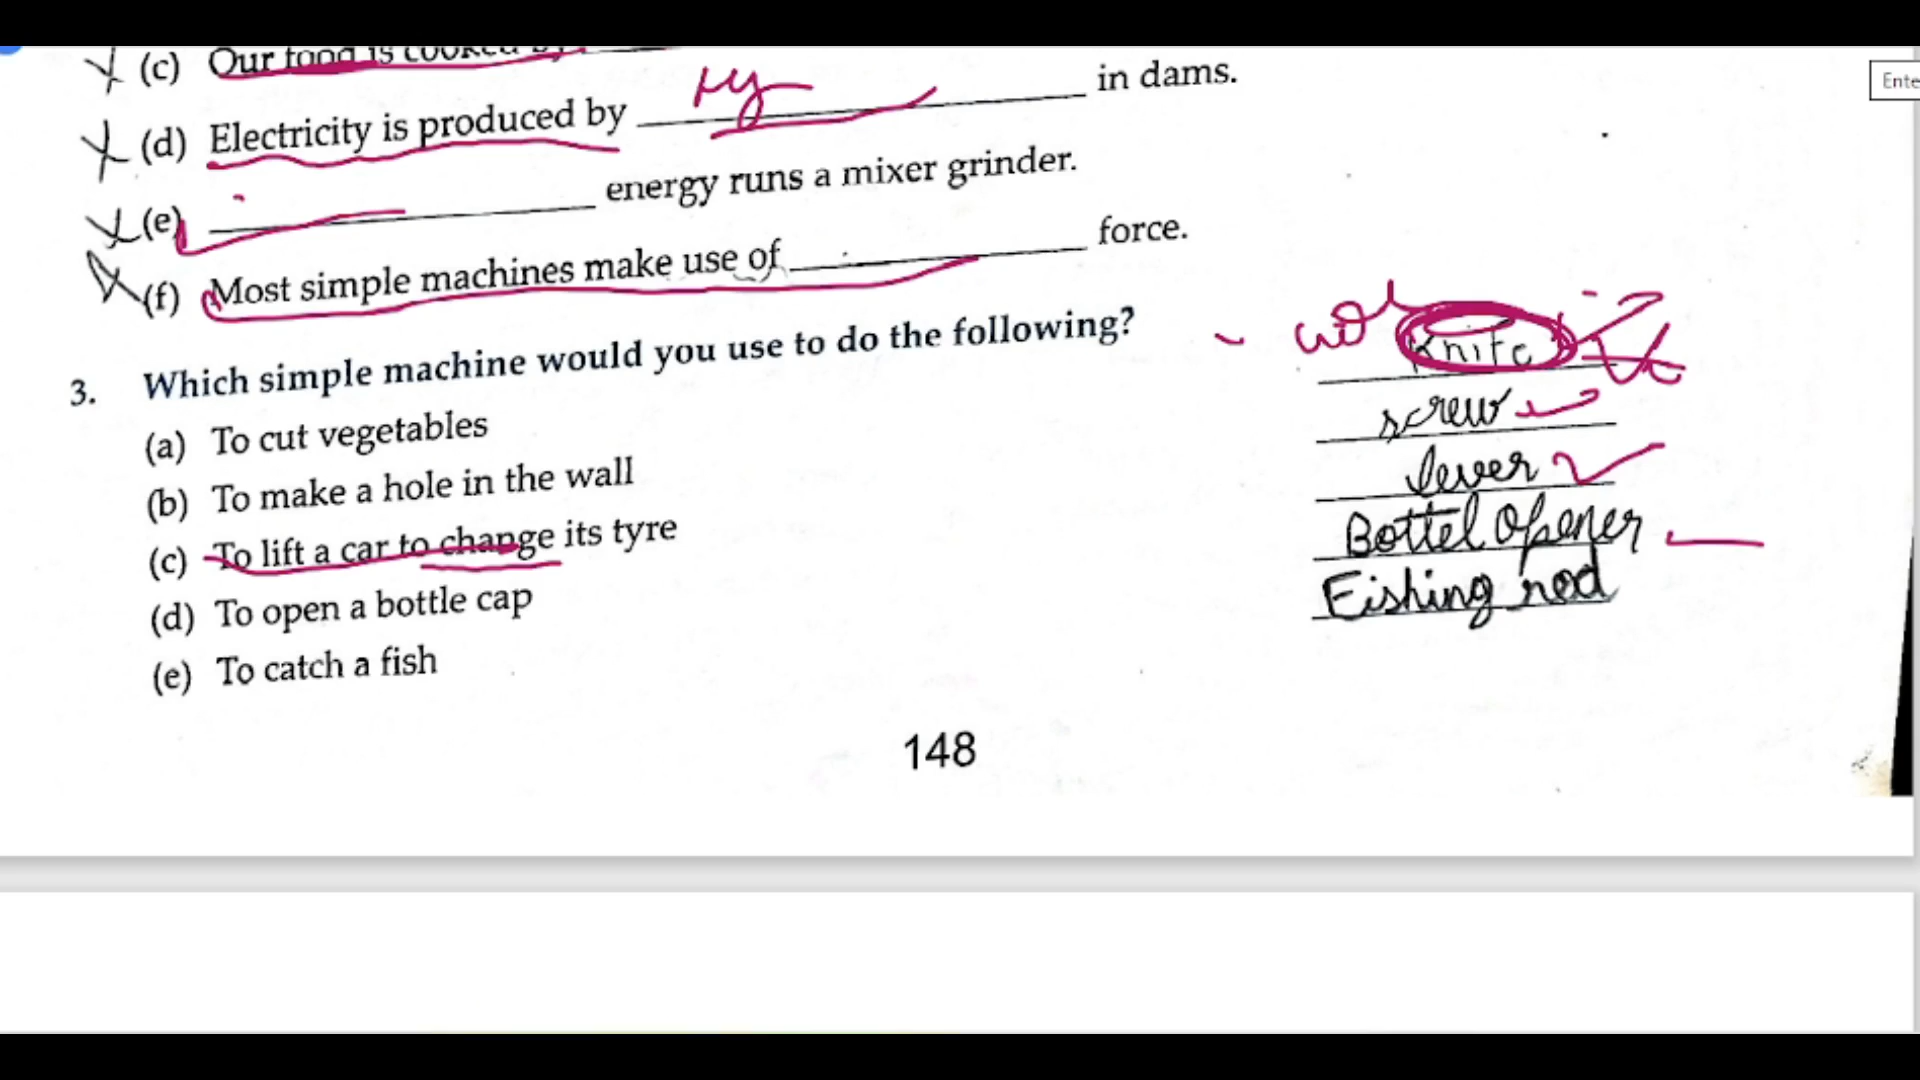 (c) Our food is cooked by
(d) Electricity is produced by in dams.
(e) energy runs a mixer grinder.
(f) Most simple machines make use of force.
3. Which simple machine would you use to do the following?
(a) To cut vegetables Knife
(b) To make a hole in the wall screw
(c) To lift a car to change its tyre lever
(d) To open a bottle cap Bottel Opener
(e) To catch a fish Fishing rod
148
Ente